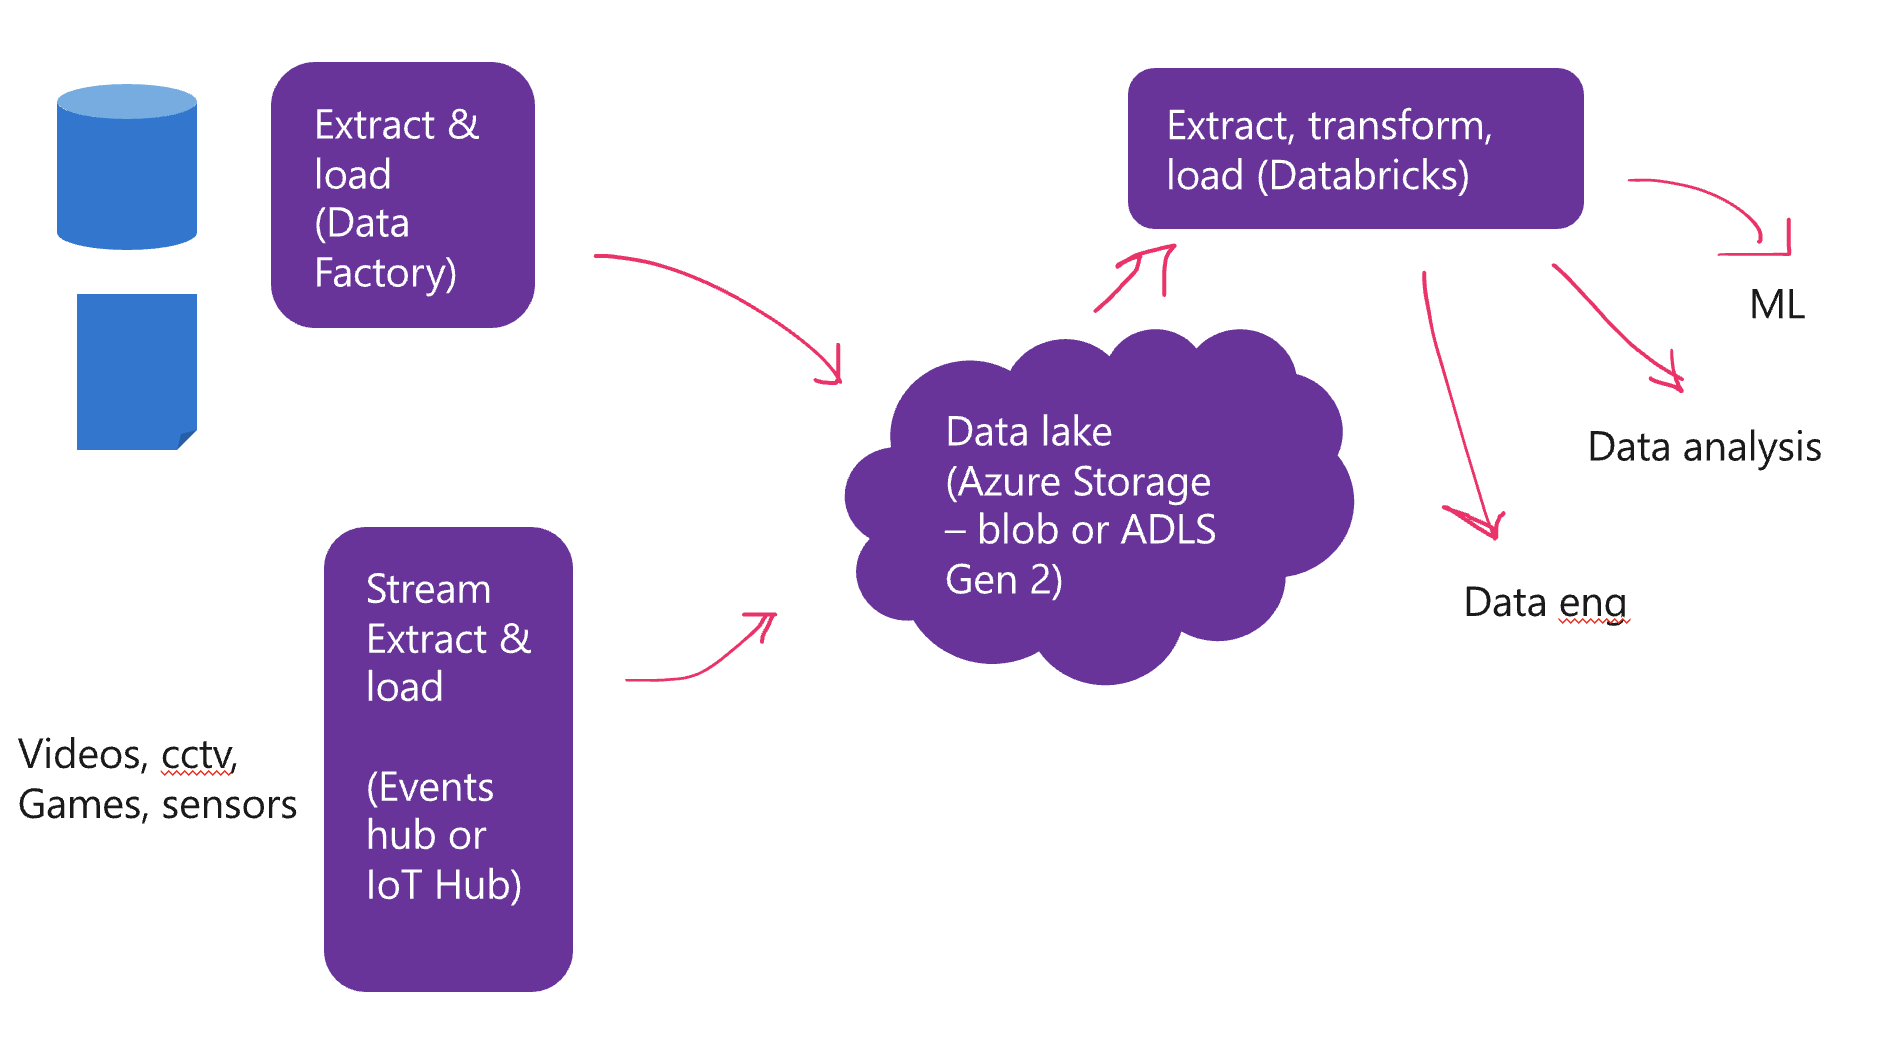 Extract &
load
(Data
Factory)
Stream
Extract &
load
(Events
hub or
IoT Hub)
Videos, cctv,
Games, sensors
Data lake
(Azure Storage
– blob or ADLS
Gen 2)
Extract, transform,
load (Databricks)
ML
Data analysis
Data eng